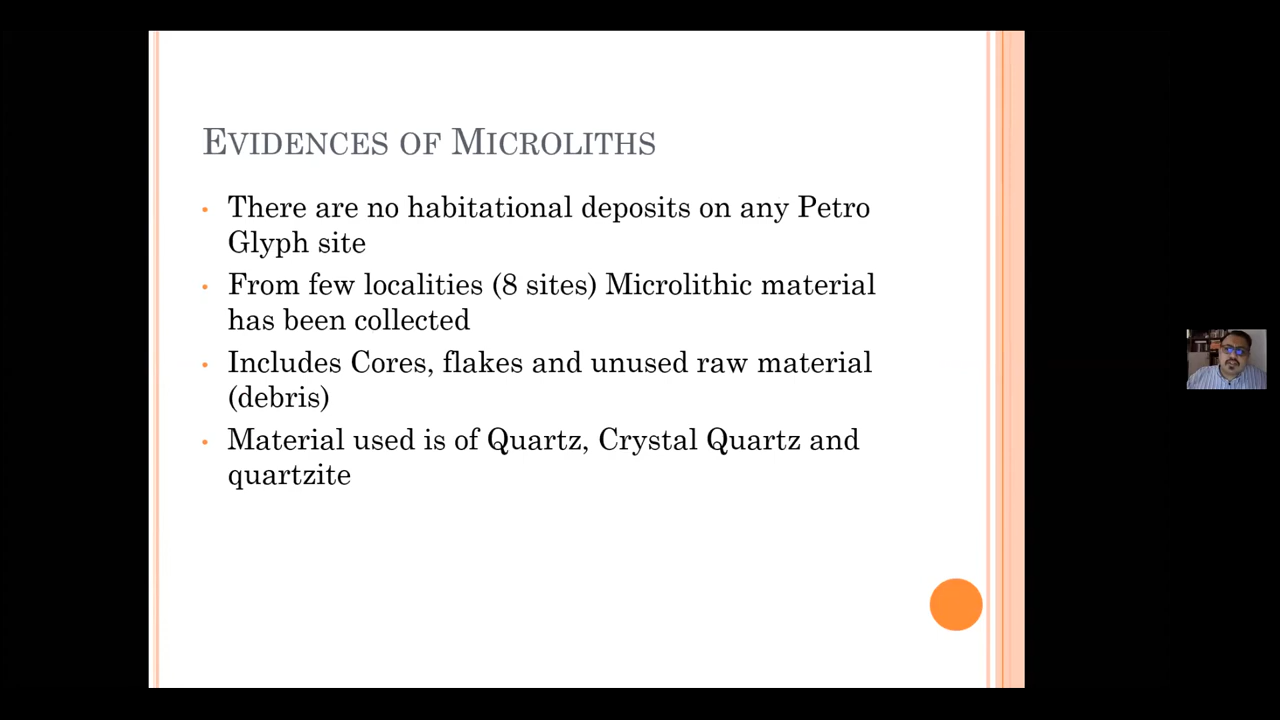 Evidences of Microliths
• There are no habitational deposits on any Petro
Glyph site
• From few localities (8 sites) Microlithic material
has been collected
• Includes Cores, flakes and unused raw material
(debris)
• Material used is of Quartz, Crystal Quartz and
quartzite